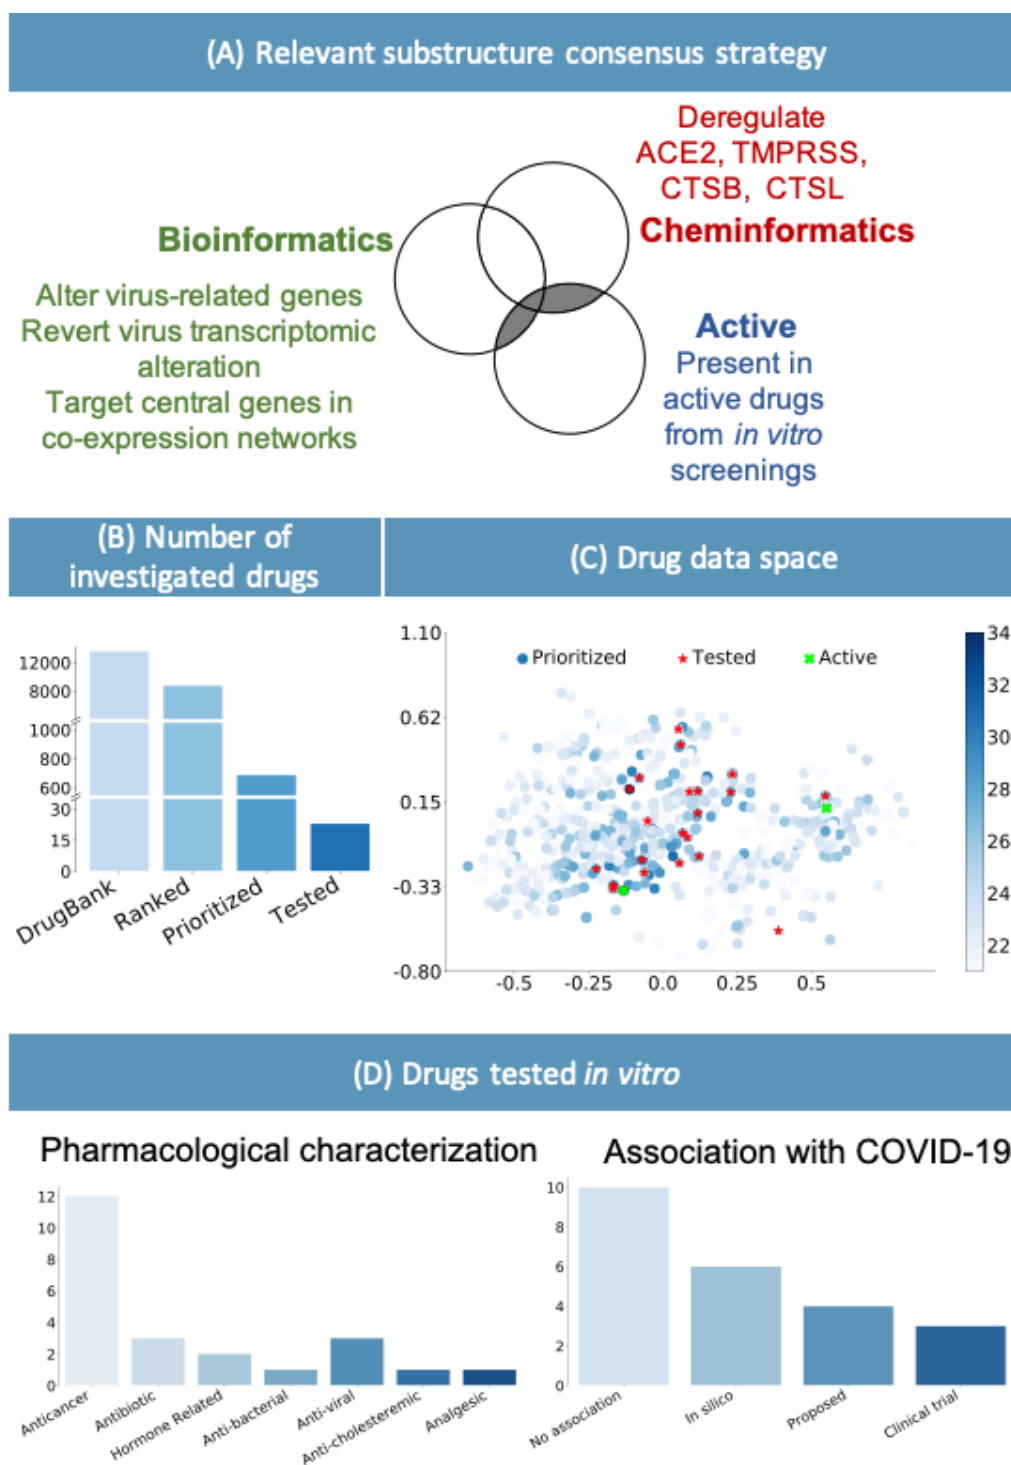 (A) Relevant substructure consensus strategy
Deregulate
ACE2, TMPRSS,
CTSB, CTSL
Cheminformatics
Bioinformatics
Alter virus-related genes
Revert virus transcriptomic
alteration
Target central genes in
co-expression networks
Active
Present in
active drugs
from in vitro
screenings
(B) Number of
investigated drugs
12000
8000
1000
800
600
30
15
0
DrugBank
Ranked
Prioritized
Tested
(C) Drug data space
1.10
0.62
0.15
-0.33
-0.80
Prioritized
Tested
Active
-0.5
-0.25
0.0
0.25
0.5
34
32
30
28
26
24
22
(D) Drugs tested in vitro
Pharmacological characterization
12
10
8
6
4
2
0
Anticancer
Antibiotic
Hormone Related
Anti-bacterial
Anti-viral
Anti-cholesteremic
Analgesic
Association with COVID-19
10
8
6
4
2
0
No association
In silico
Proposed
Clinical trial